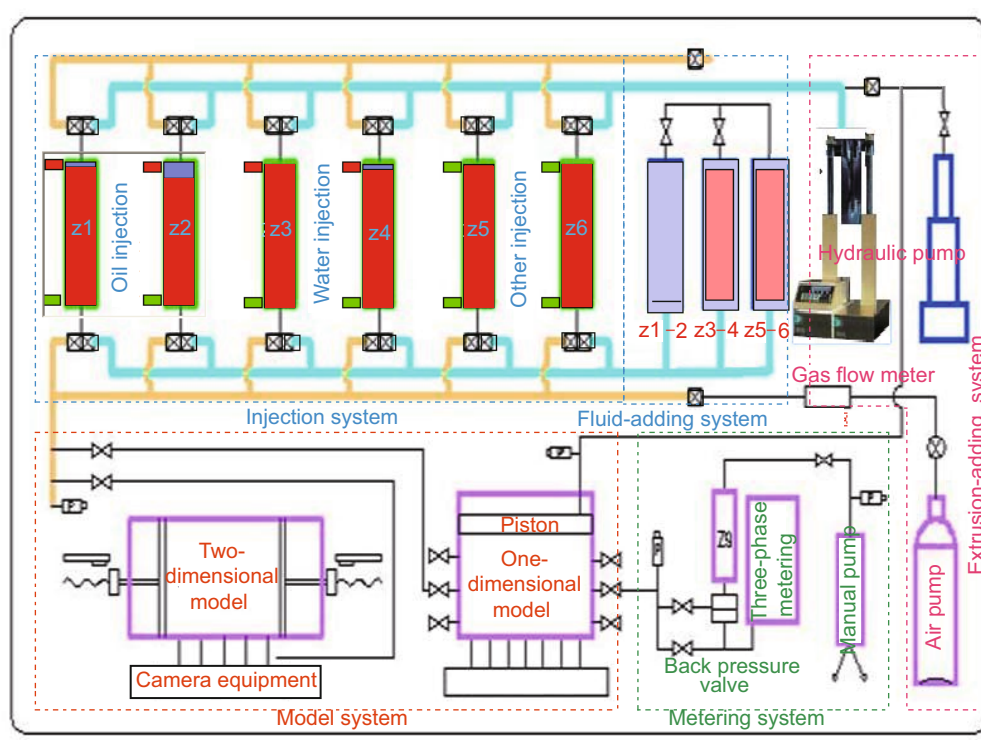 z1
Oil injection
z2
z3
Water injection
z4
z5
Other injection
z6
z1-2
z3-4
z5-6
Hydraulic pump
Gas flow meter
Injection system
Fluid-adding system
Extrusion-adding system
P
P
P
P
Piston
Two-
dimensional
model
One-
dimensional
model
Z9
Three-phase
metering
Manual pump
Air pump
Back pressure
valve
Camera equipment
Model system
Metering system